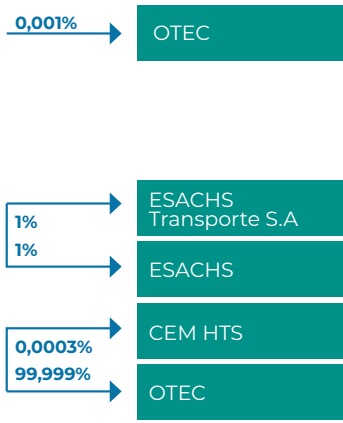 0,001%
OTEC
ESACHS
Transporte S.A
1%
1%
ESACHS
CEM HTS
0,0003%
99,999%
OTEC